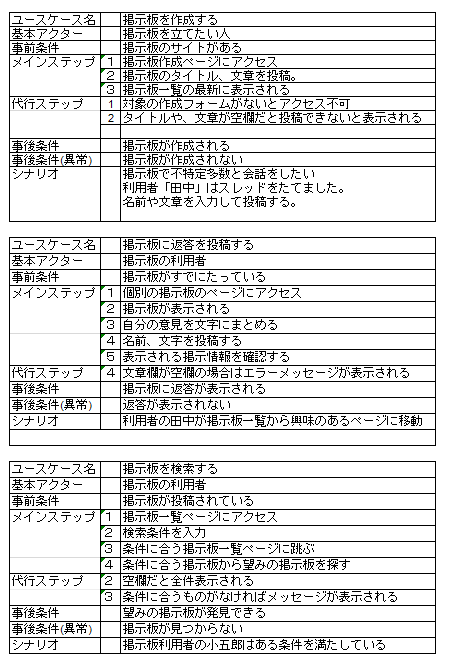 ユースケース名 掲示板を作成する
基本アクター 掲示板を立てたい人
事前条件 掲示板のサイトがある
メインステップ 1 掲示板作成ページにアクセス
2 掲示板のタイトル、文章を投稿。
3 掲示板一覧の最新に表示される
代行ステップ 1 対象の作成フォームがないとアクセス不可
2 タイトルや、文章が空欄だと投稿できないと表示される
事後条件 掲示板が作成される
事後条件(異常) 掲示板が作成されない
シナリオ 掲示板で不特定多数と会話をしたい
利用者「田中」はスレッドをたてました。
名前や文章を入力して投稿する。
ユースケース名 掲示板に返答を投稿する
基本アクター 掲示板の利用者
事前条件 掲示板がすでにたっている
メインステップ 1 個別の掲示板のページにアクセス
2 掲示板が表示される
3 自分の意見を文字にまとめる
4 名前、文字を投稿する
5 表示される掲示情報を確認する
代行ステップ 4 文章欄が空欄の場合はエラーメッセージが表示される
事後条件 掲示板に返答が表示される
事後条件(異常) 返答が表示されない
シナリオ 利用者の田中が掲示板一覧から興味のあるページに移動
ユースケース名 掲示板を検索する
基本アクター 掲示板の利用者
事前条件 掲示板が投稿されている
メインステップ 1 掲示板一覧ページにアクセス
2 検索条件を入力
3 条件に合う掲示板一覧ページに跳ぶ
4 条件に合う掲示板から望みの掲示板を探す
代行ステップ 2 空欄だと全件表示される
3 条件に合うものがなければメッセージが表示される
事後条件 望みの掲示板が発見できる
事後条件(異常) 掲示板が見つからない
シナリオ 掲示板利用者の小五郎はある条件を満たしている